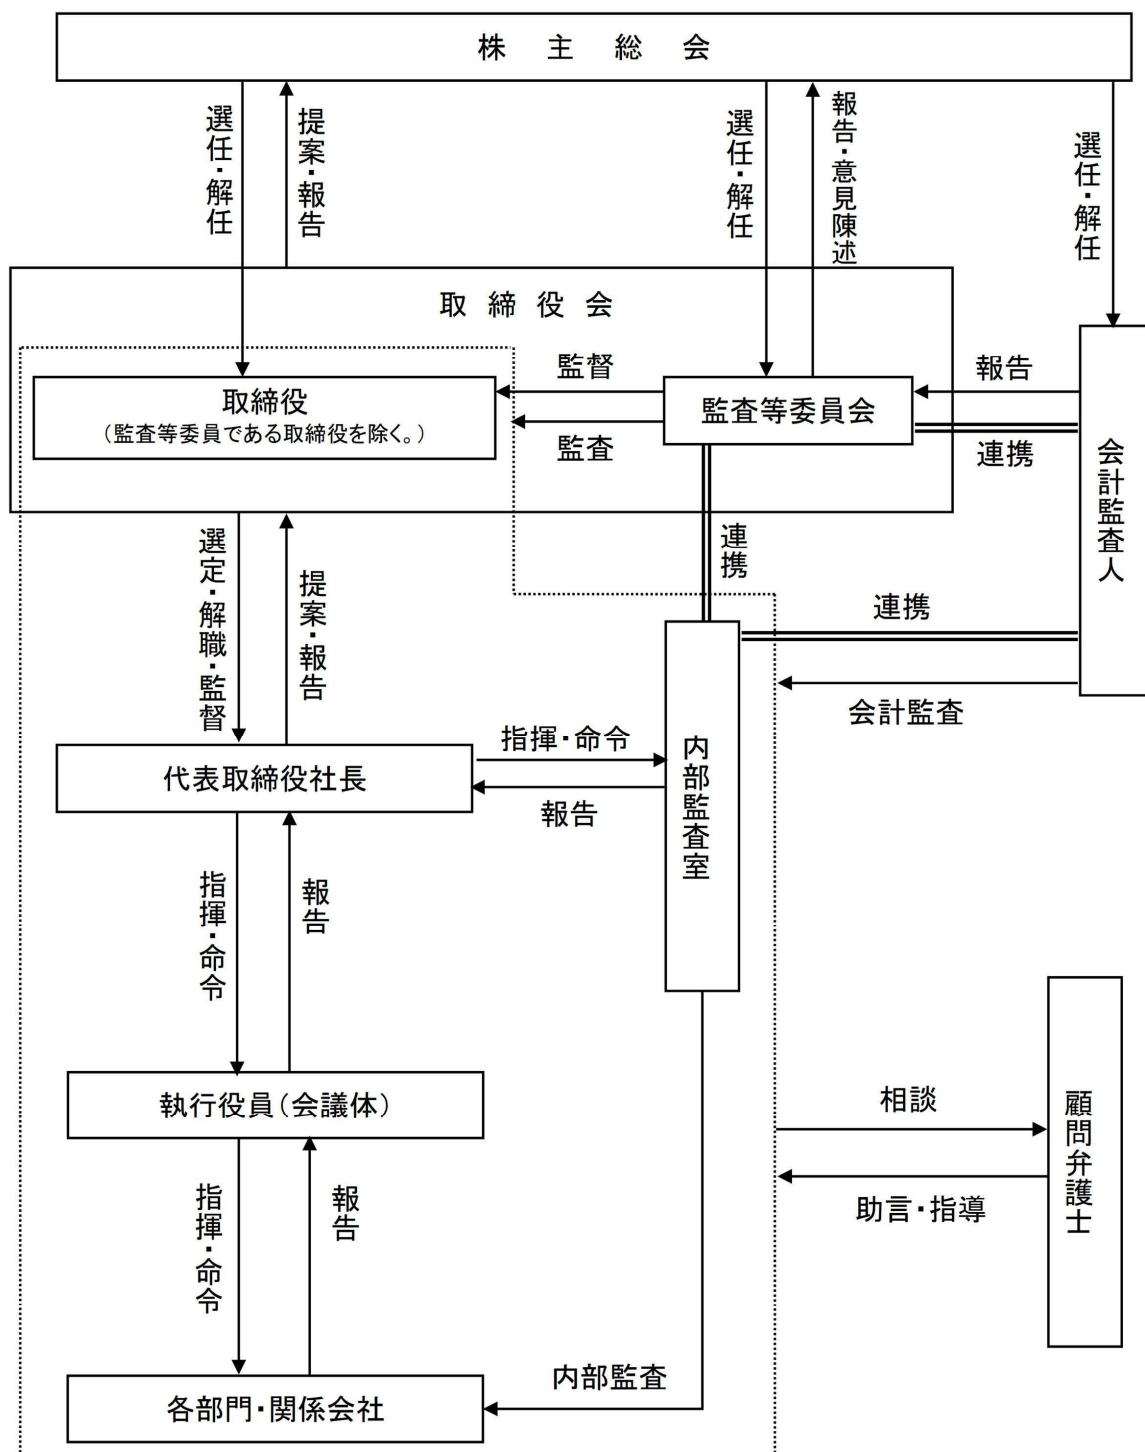 株主総会
選任・解任
提案・報告
選任・解任
報告・意見陳述
選任・解任
取締役会
取締役
（監査等委員である取締役を除く。）
監督
監査
監査等委員会
報告
連携
会計監査人
選定・解職・監督
提案・報告
連携
連携
会計監査
代表取締役社長
指揮・命令
報告
内部監査室
指揮・命令
報告
執行役員（会議体）
相談
助言・指導
顧問弁護士
指揮・命令
報告
内部監査
各部門・関係会社